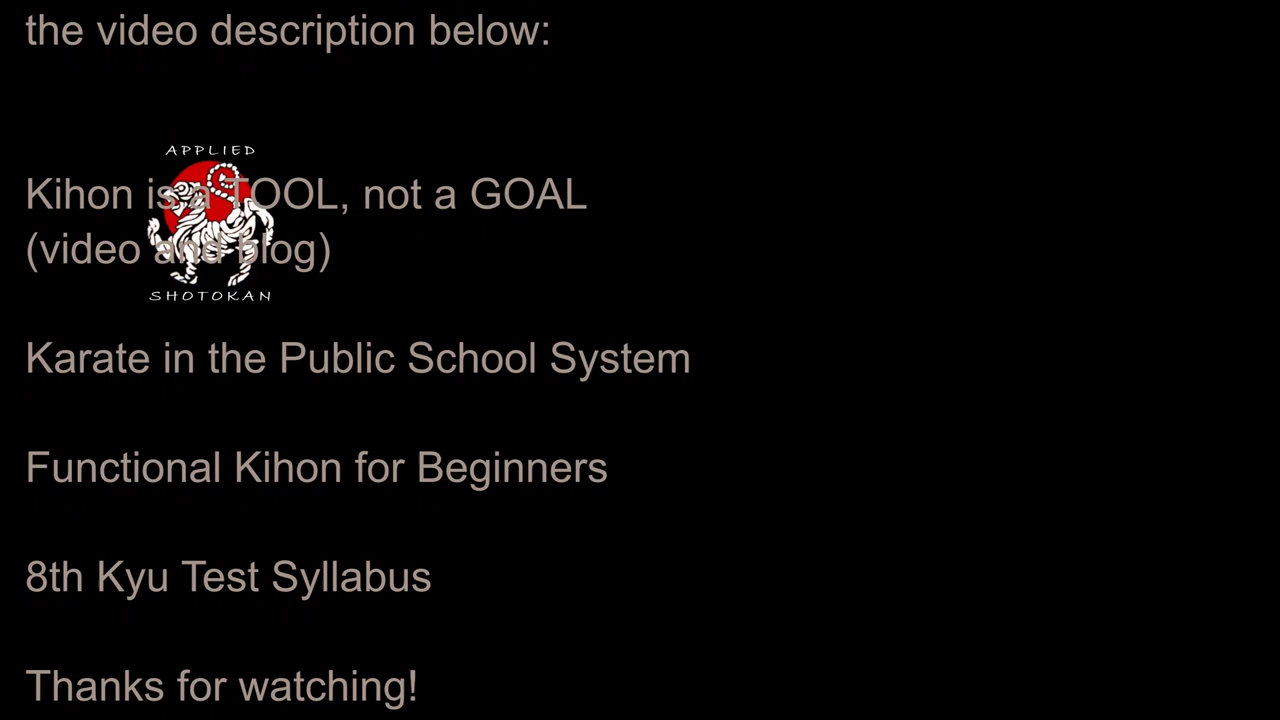 the video description below:
APPLIED
Kihon is a TOOL, not a GOAL
(video and blog)
SHOTOKAN
Karate in the Public School System
Functional Kihon for Beginners
8th Kyu Test Syllabus
Thanks for watching!